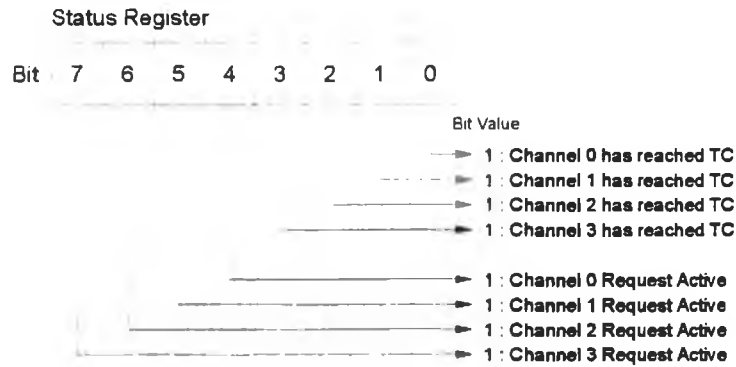 Status Register
Bit 7 6 5 4 3 2 1 0
Bit Value
1 : Channel 0 has reached TC
1 : Channel 1 has reached TC
1 : Channel 2 has reached TC
1 : Channel 3 has reached TC
1 : Channel 0 Request Active
1 : Channel 1 Request Active
1 : Channel 2 Request Active
1 : Channel 3 Request Active